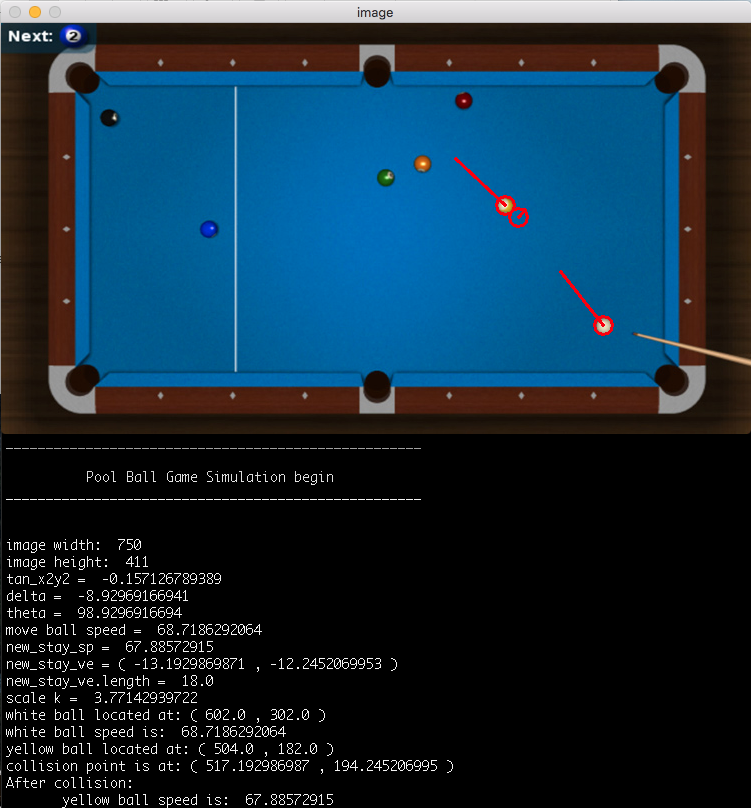 image
Next: 2
Pool Ball Game Simulation begin
image width:  750
image height:  411
tan_x2y2 =  -0.157126789389
delta =  -8.92969166941
theta =  98.9296916694
move ball speed =  68.7186292064
new_stay_sp =  67.88572915
new_stay_ve = ( -13.1929869871 , -12.2452069953 )
new_stay_ve.length =  18.0
scale k =  3.77142939722
white ball located at: ( 602.0 , 302.0 )
white ball speed is:  68.7186292064
yellow ball located at: ( 504.0 , 182.0 )
collision point is at: ( 517.192986987 , 194.245206995 )
After collision:
yellow ball speed is:  67.88572915